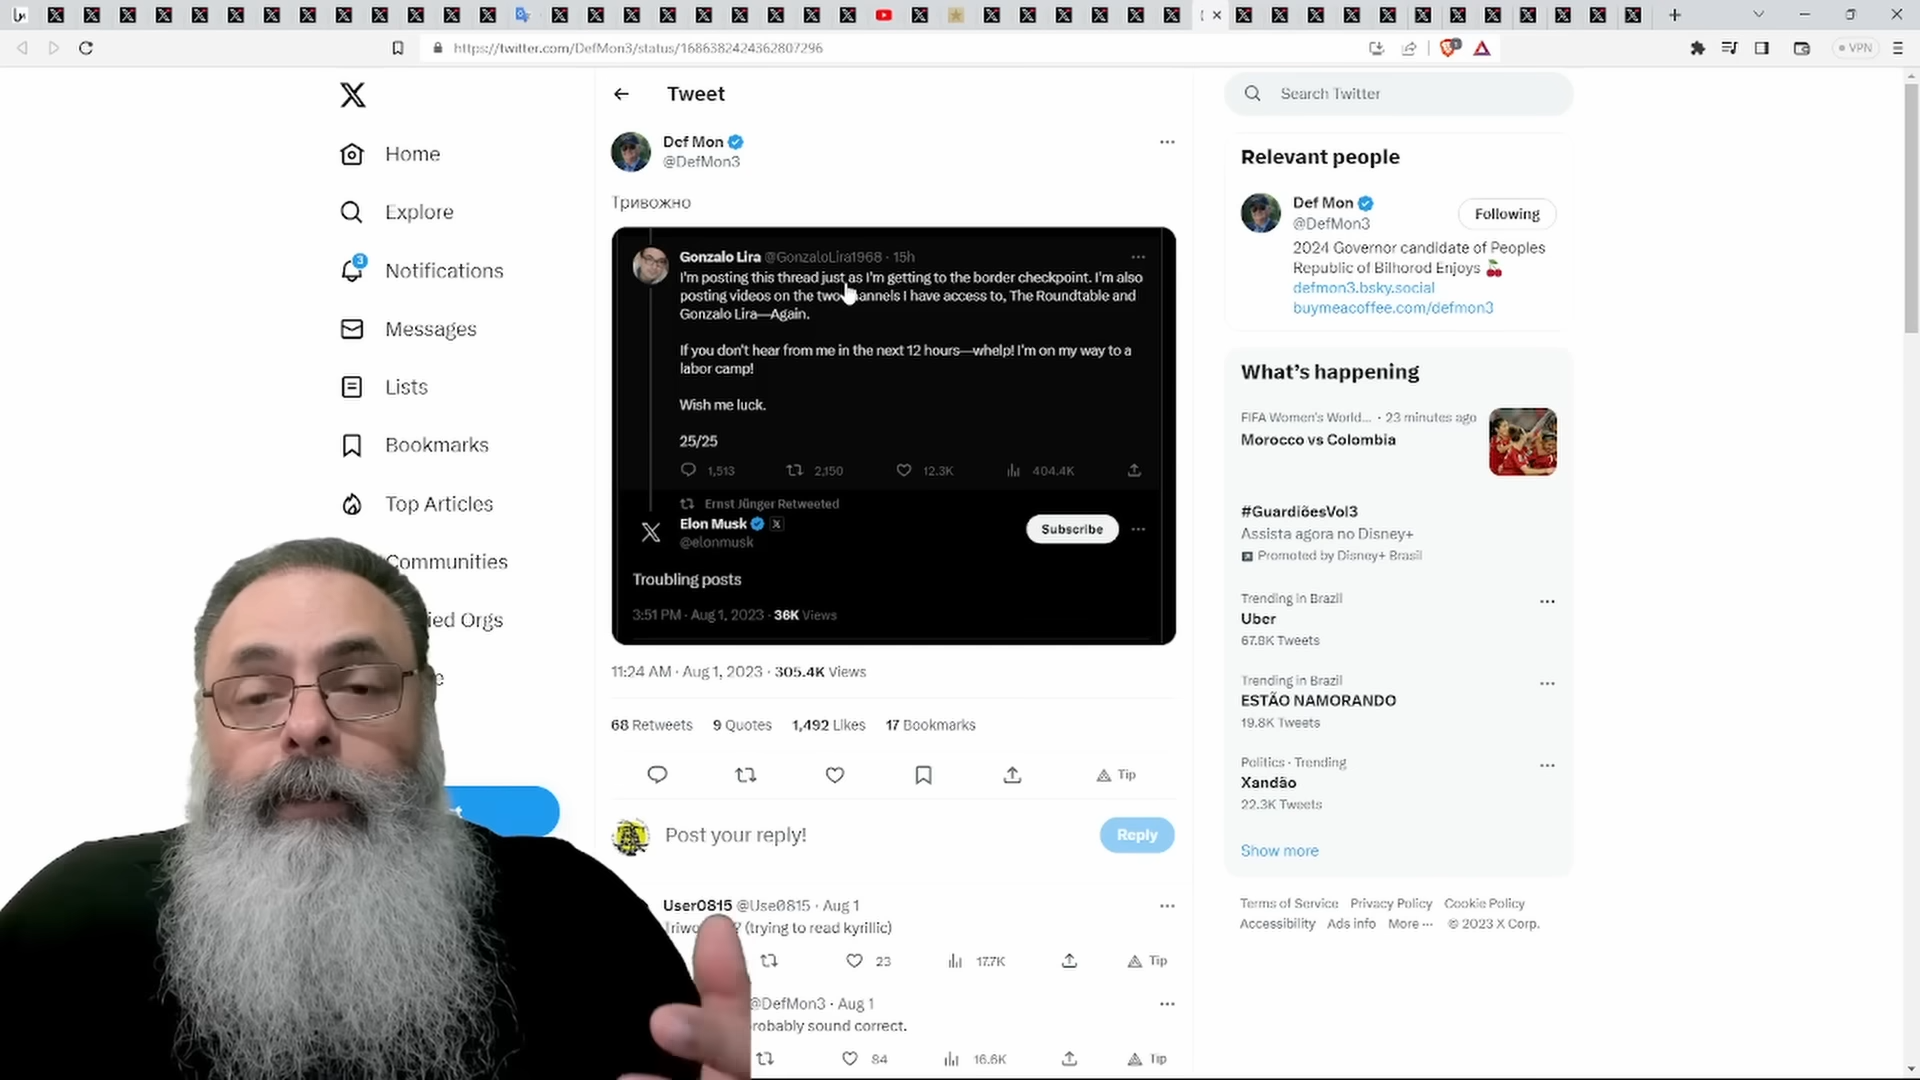 https://twitter.com/DefMon3/status/1686382424362807296
VPN
Home
Explore
3
Notifications
Messages
Lists
Bookmarks
Top Articles
Communities
ied Orgs
e
t
Tweet
Def Mon
@DefMon3
Тривожно
Gonzalo Lira @GonzaloLira1968 · 15h
I'm posting this thread just as I'm getting to the border checkpoint. I'm also
posting videos on the two channels I have access to, The Roundtable and
Gonzalo Lira—Again.
If you don't hear from me in the next 12 hours—whelp! I'm on my way to a
labor camp!
Wish me luck.
25/25
1,513 2,150 12.3K 404.4K
Ernst Jünger Retweeted
Elon Musk
@elonmusk
Subscribe
Troubling posts
3:51 PM · Aug 1, 2023 · 36K Views
11:24 AM · Aug 1, 2023 · 305.4K Views
68 Retweets 9 Quotes 1,492 Likes 17 Bookmarks
Tip
Post your reply!
Reply
User0815 @Use0815 · Aug 1
? (trying to read kyrillic)
23 17.7K Tip
@DefMon3 · Aug 1
probably sound correct.
84 16.6K Tip
Search Twitter
Relevant people
Def Mon
@DefMon3
Following
2024 Governor candidate of Peoples
Republic of Bilhorod Enjoys
defmon3.bsky.social
buymeacoffee.com/defmon3
What's happening
FIFA Women's World... · 23 minutes ago
Morocco vs Colombia
#GuardiõesVol3
Assista agora no Disney+
Promoted by Disney+ Brasil
Trending in Brazil
Uber
67.8K Tweets
Trending in Brazil
ESTÃO NAMORANDO
19.8K Tweets
Politics · Trending
Xandão
22.3K Tweets
Show more
Terms of Service Privacy Policy Cookie Policy
Accessibility Ads info More ··· © 2023 X Corp.